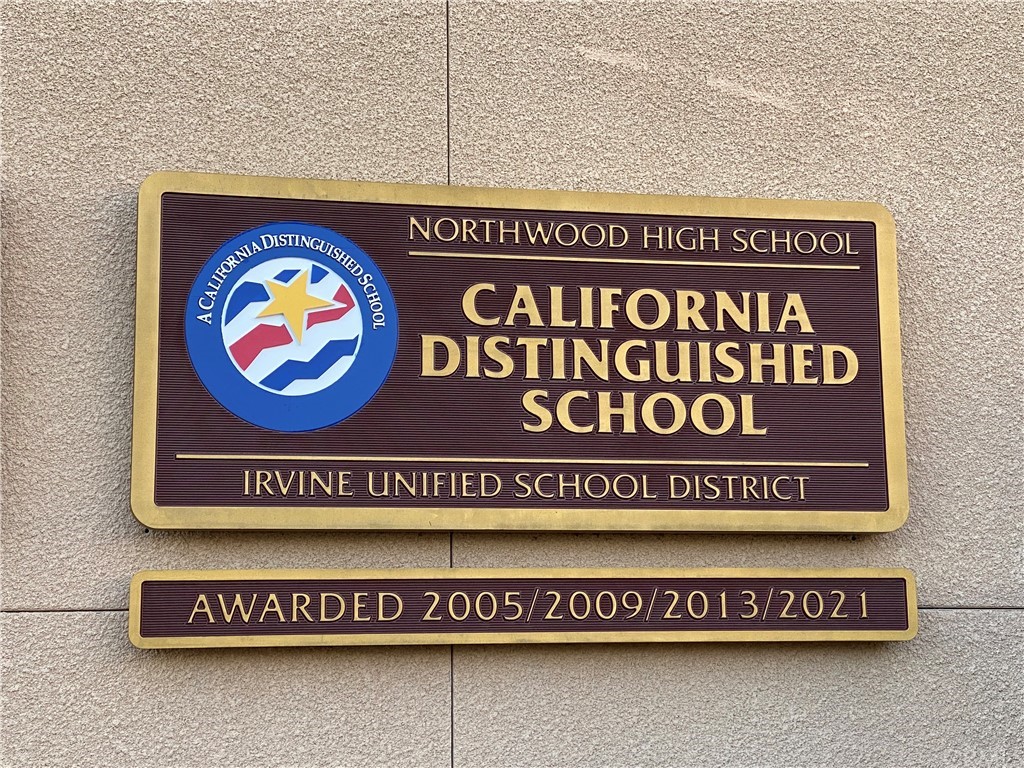 NORTHWOOD HIGH SCHOOL
A CALIFORNIA DISTINGUISHED SCHOOL
CALIFORNIA
DISTINGUISHED
SCHOOL
IRVINE UNIFIED SCHOOL DISTRICT
AWARDED 2005/2009/2013/2021